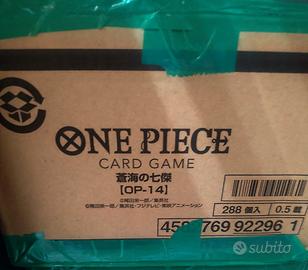 ONE PIECE
CARD GAME
蒼海の七傑
[OP-14]
©尾田栄一郎/集英社
©尾田栄一郎/集英社・フジテレビ・東映アニメーション
288 個入
0.5 載
769 92296 1
subito